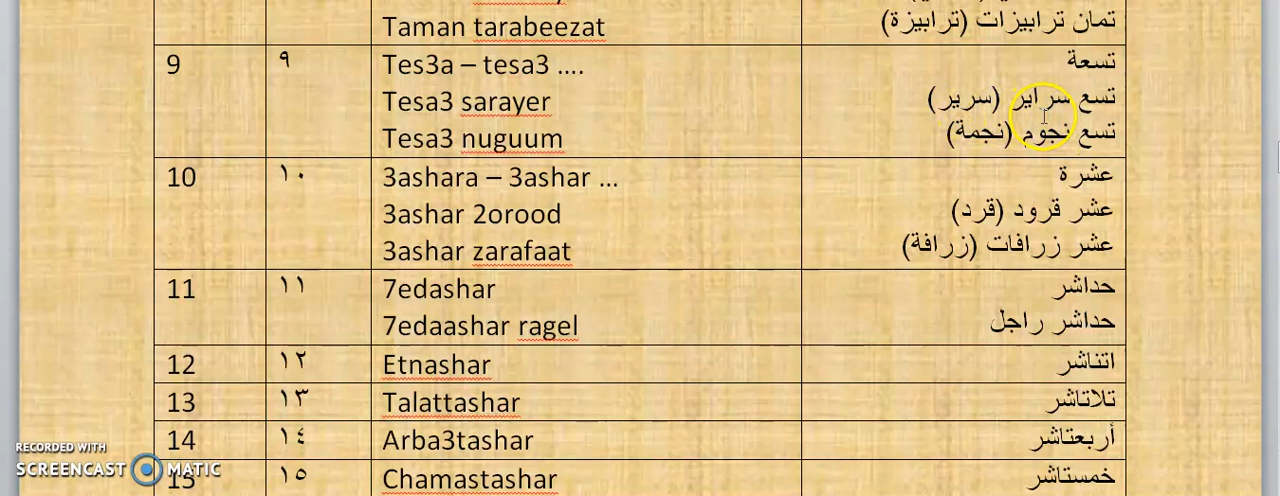 Taman tarabeezat تمان ترابيزات (ترابيزة)
9 ٩ Tes3a – tesa3 .... تسعة
Tesa3 sarayer تسع سراير (سرير)
Tesa3 nuguum تسع نجوم (نجمة)
10 ١٠ 3ashara – 3ashar ... عشرة
3ashar 2orood عشر قرود (قرد)
3ashar zarafaat عشر زرافات (زرافة)
11 ١١ 7edashar حداشر
7edaashar ragel حداشر راجل
12 ١٢ Etnashar اتناشر
13 ١٣ Talattashar تلاتاشر
14 ١٤ Arba3tashar أربعتاشر
15 ١٥ Chamastashar خمستاشر
RECORDED WITH
SCREENCAST MATIC